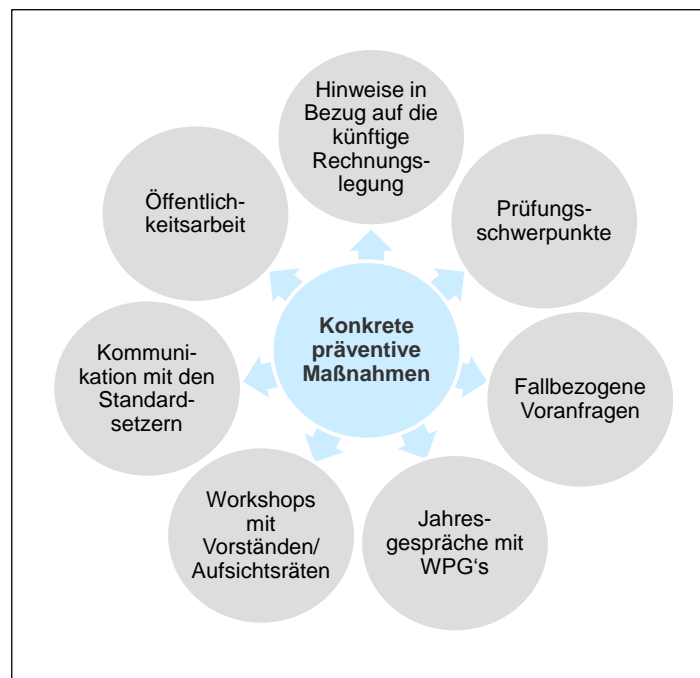 Hinweise in
Bezug auf die
künftige
Rechnungs-
legung
Prüfungs-
schwerpunkte
Fallbezogene
Voranfragen
Jahres-
gespräche mit
WPG‘s
Workshops
mit
Vorständen/
Aufsichtsräten
Kommuni-
kation mit den
Standard-
setzern
Öffentlich-
keitsarbeit
Konkrete
präventive
Maßnahmen